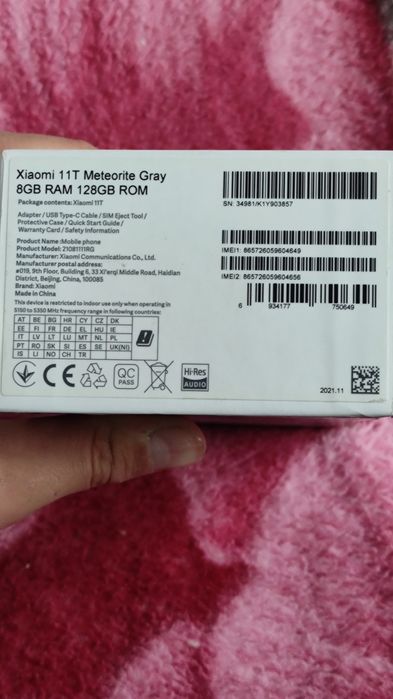 Xiaomi 11T Meteorite Gray
8GB RAM 128GB ROM
Package contents: Xiaomi 11T
Adapter / USB Type-C Cable / SIM Eject Tool /
Protective Case / Quick Start Guide /
Warranty Card / Safety Information
Product Name:Mobile phone
Product Model: 21081111RG
Manufacturer: Xiaomi Communications Co., Ltd.
Manufacturer postal address:
#019, 9th Floor, Building 6, 33 Xi'erqi Middle Road, Haidian
District, Beijing, China, 100085
Brand: Xiaomi
Made in China
This device is restricted to indoor use only when operating in
5150 to 5350 MHz frequency range in following countries:
AT BE BG HR CY CZ DK
EE FI FR DE EL HU IE
IT LV LT LU MT NL PL
PT RO SK SI ES SE UK(NI)
IS LI NO CH TR
CE
QC
PASS
Hi-Res
AUDIO
SN: 34981/K1Y903857
IMEI1: 865726059604649
IMEI2: 865726059604656
6 934177 750649
2021.11